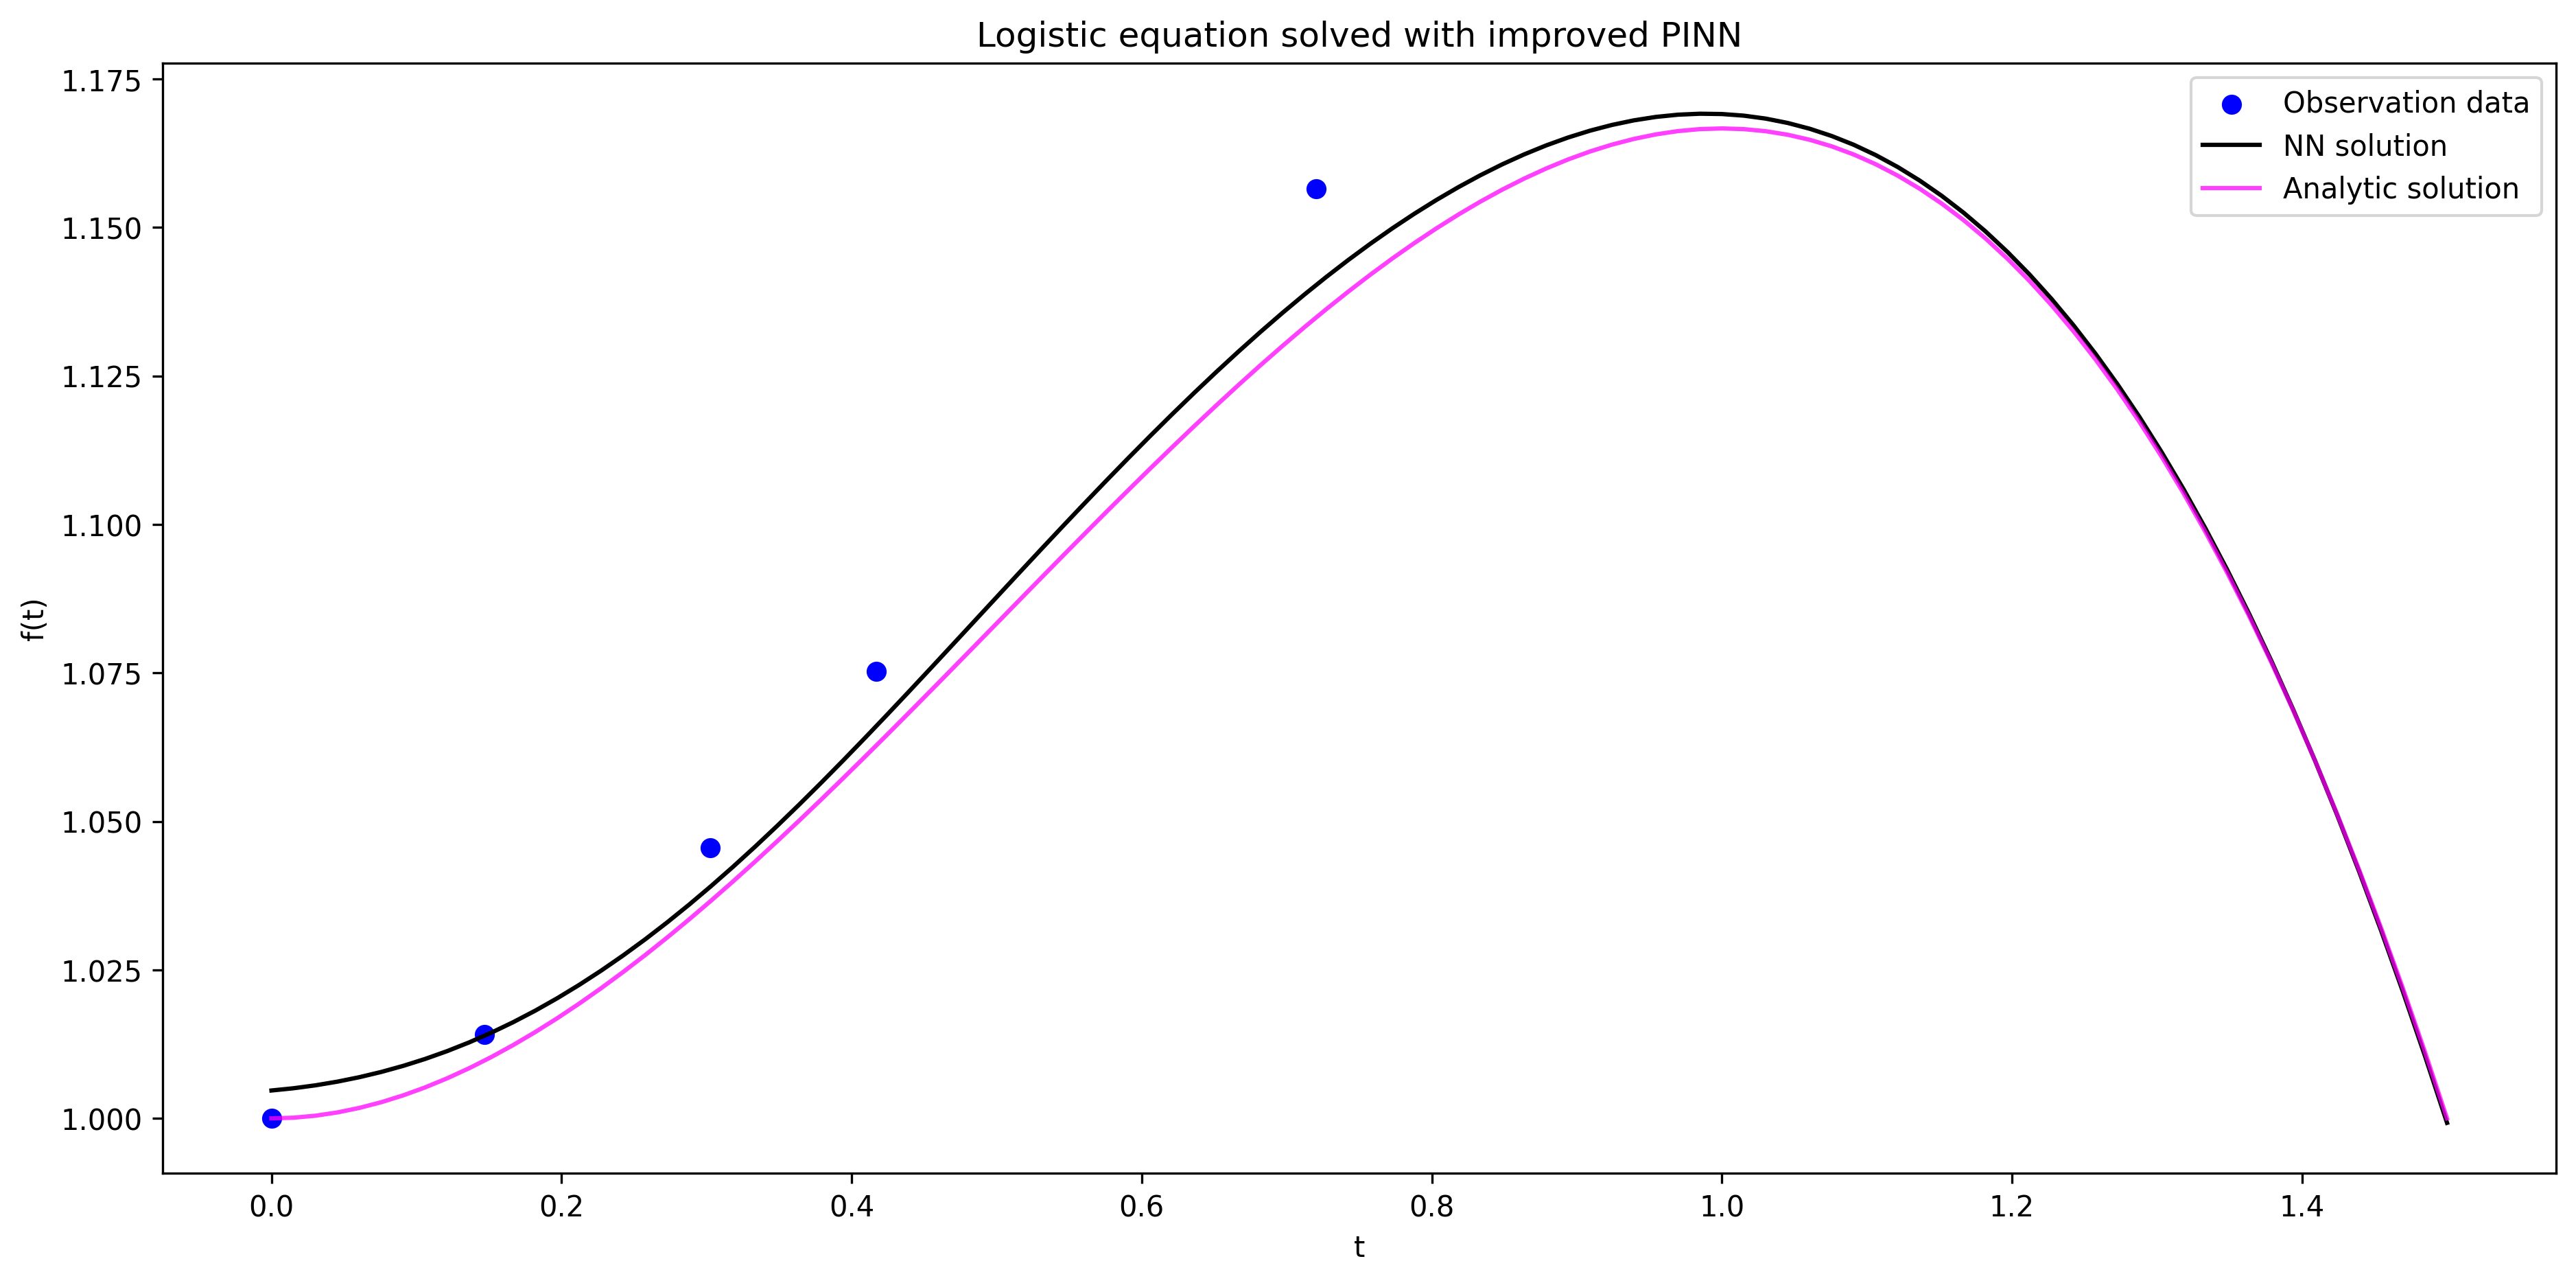 Logistic equation solved with improved PINN
Observation data
NN solution
Analytic solution
f(t)
1.175
1.150
1.125
1.100
1.075
1.050
1.025
1.000
0.0 0.2 0.4 0.6 0.8 1.0 1.2 1.4
t